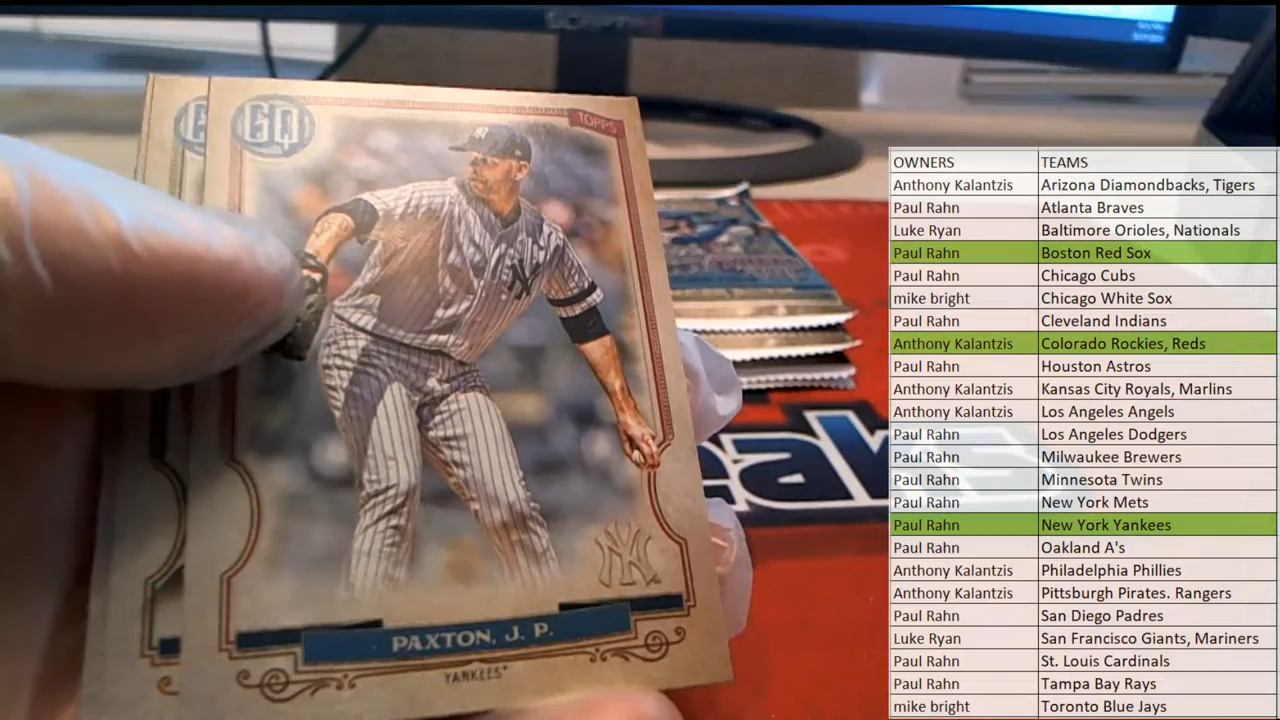 GQ
TOPPS
NY
NY
PAXTON, J. P.
YANKEES
eaks
OWNERS TEAMS
Anthony Kalantzis Arizona Diamondbacks, Tigers
Paul Rahn Atlanta Braves
Luke Ryan Baltimore Orioles, Nationals
Paul Rahn Boston Red Sox
Paul Rahn Chicago Cubs
mike bright Chicago White Sox
Paul Rahn Cleveland Indians
Anthony Kalantzis Colorado Rockies, Reds
Paul Rahn Houston Astros
Anthony Kalantzis Kansas City Royals, Marlins
Anthony Kalantzis Los Angeles Angels
Paul Rahn Los Angeles Dodgers
Paul Rahn Milwaukee Brewers
Paul Rahn Minnesota Twins
Paul Rahn New York Mets
Paul Rahn New York Yankees
Paul Rahn Oakland A's
Anthony Kalantzis Philadelphia Phillies
Anthony Kalantzis Pittsburgh Pirates. Rangers
Paul Rahn San Diego Padres
Luke Ryan San Francisco Giants, Mariners
Paul Rahn St. Louis Cardinals
Paul Rahn Tampa Bay Rays
mike bright Toronto Blue Jays